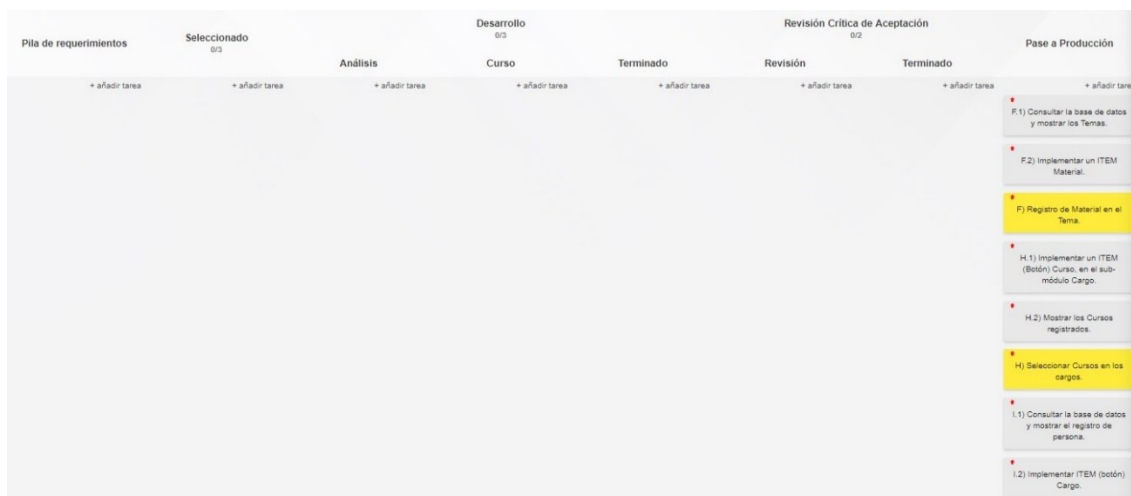 Pila de requerimientos
Seleccionado
0/3
Desarrollo
0/3
Análisis
Curso
Terminado
Revisión Crítica de Aceptación
0/2
Revisión
Terminado
Pase a Producción
+ añadir tarea
+ añadir tarea
+ añadir tarea
+ añadir tarea
+ añadir tarea
+ añadir tarea
+ añadir tarea
+ añadir tare
F.1) Consultar la base de datos
y mostrar los Temas.
F.2) Implementar un ITEM
Material.
F) Registro de Material en el
Tema.
H.1) Implementar un ITEM
(Botón) Curso, en el sub-
módulo Cargo.
H.2) Mostrar los Cursos
registrados.
H) Seleccionar Cursos en los
cargos.
I.1) Consultar la base de datos
y mostrar el registro de
persona.
I.2) Implementar ITEM (botón)
Cargo.